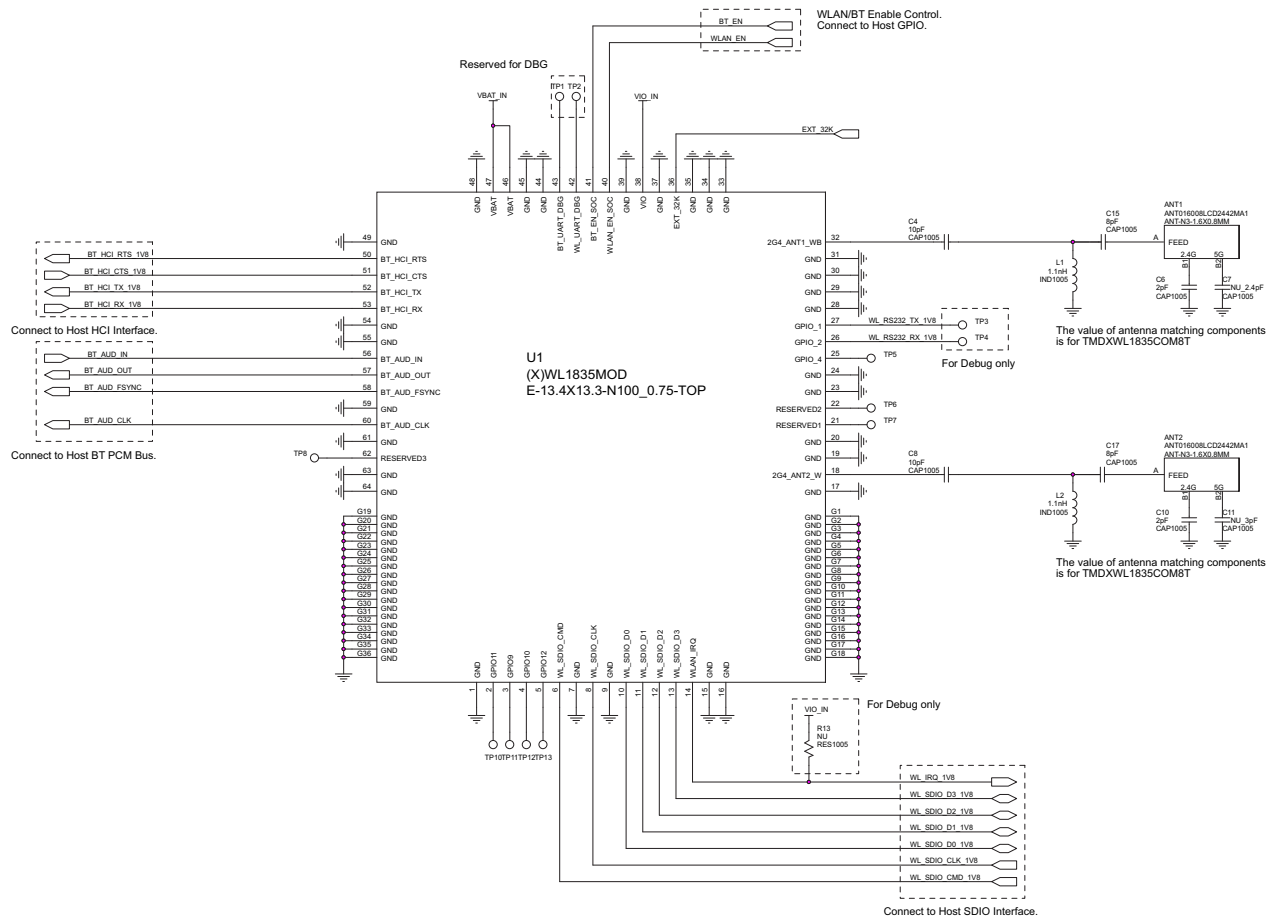 WLAN/BT Enable Control.
Connect to Host GPIO.
BT_EN
WLAN_EN
Reserved for DBG
TP1 TP2
VBAT_IN
VIO_IN
EXT_32K
48 47 46 45 44 43 42 41 40 39 38 37 36 35 34 33
GND
VBAT
VBAT
GND
GND
BT_UART_DBG
WL_UART_DBG
BT_EN_SOC
WLAN_EN_SOC
GND
VIO
GND
EXT_32K
GND
GND
GND
49 GND
BT_HCI_RTS_1V8 50 BT_HCI_RTS
BT_HCI_CTS_1V8 51 BT_HCI_CTS
BT_HCI_TX_1V8 52 BT_HCI_TX
BT_HCI_RX_1V8 53 BT_HCI_RX
Connect to Host HCI Interface.
54 GND
55 GND
BT_AUD_IN 56 BT_AUD_IN
BT_AUD_OUT 57 BT_AUD_OUT
BT_AUD_FSYNC 58 BT_AUD_FSYNC
59 GND
BT_AUD_CLK 60 BT_AUD_CLK
61 GND
Connect to Host BT PCM Bus.
TP8 62 RESERVED3
63 GND
64 GND
G19 GND
G20 GND
G21 GND
G22 GND
G23 GND
G24 GND
G25 GND
G26 GND
G27 GND
G28 GND
G29 GND
G30 GND
G31 GND
G32 GND
G33 GND
G34 GND
G35 GND
G36 GND
U1
(X)WL1835MOD
E-13.4X13.3-N100_0.75-TOP
2G4_ANT1_WB 32
GND 31
GND 30
GND 29
GND 28
GPIO_1 27 WL_RS232_TX_1V8 TP3
GPIO_2 26 WL_RS232_RX_1V8 TP4
For Debug only
GPIO_4 25 TP5
GND 24
GND 23
RESERVED2 22 TP6
RESERVED1 21 TP7
GND 20
GND 19
2G4_ANT2_W 18
GND 17
GND G1
GND G2
GND G3
GND G4
GND G5
GND G6
GND G7
GND G8
GND G9
GND G10
GND G11
GND G12
GND G13
GND G14
GND G15
GND G16
GND G17
GND G18
C4
10pF
CAP1005
C15
8pF
CAP1005
L1
1.1nH
IND1005
ANT1
ANT016008LCD2442MA1
ANT-N3-1.6X0.8MM
A FEED
2.4G 5G
B1 B2
C6
2pF
CAP1005
C7
NU_2.4pF
CAP1005
The value of antenna matching components
is for TMDXWL1835COM8T
C8
10pF
CAP1005
C17
8pF
CAP1005
L2
1.1nH
IND1005
ANT2
ANT016008LCD2442MA1
ANT-N3-1.6X0.8MM
A FEED
2.4G 5G
B1 B2
C10
2pF
CAP1005
C11
NU_3pF
CAP1005
The value of antenna matching components
is for TMDXWL1835COM8T
GND
GPIO11
GPIO9
GPIO10
GPIO12
WL_SDIO_CMD
GND
WL_SDIO_CLK
GND
WL_SDIO_D0
WL_SDIO_D1
WL_SDIO_D2
WL_SDIO_D3
WLAN_IRQ
GND
GND
1 2 3 4 5 6 7 8 9 10 11 12 13 14 15 16
TP10 TP11 TP12 TP13
VIO_IN
R13
NU
RES1005
For Debug only
WL_IRQ_1V8
WL_SDIO_D3_1V8
WL_SDIO_D2_1V8
WL_SDIO_D1_1V8
WL_SDIO_D0_1V8
WL_SDIO_CLK_1V8
WL_SDIO_CMD_1V8
Connect to Host SDIO Interface.